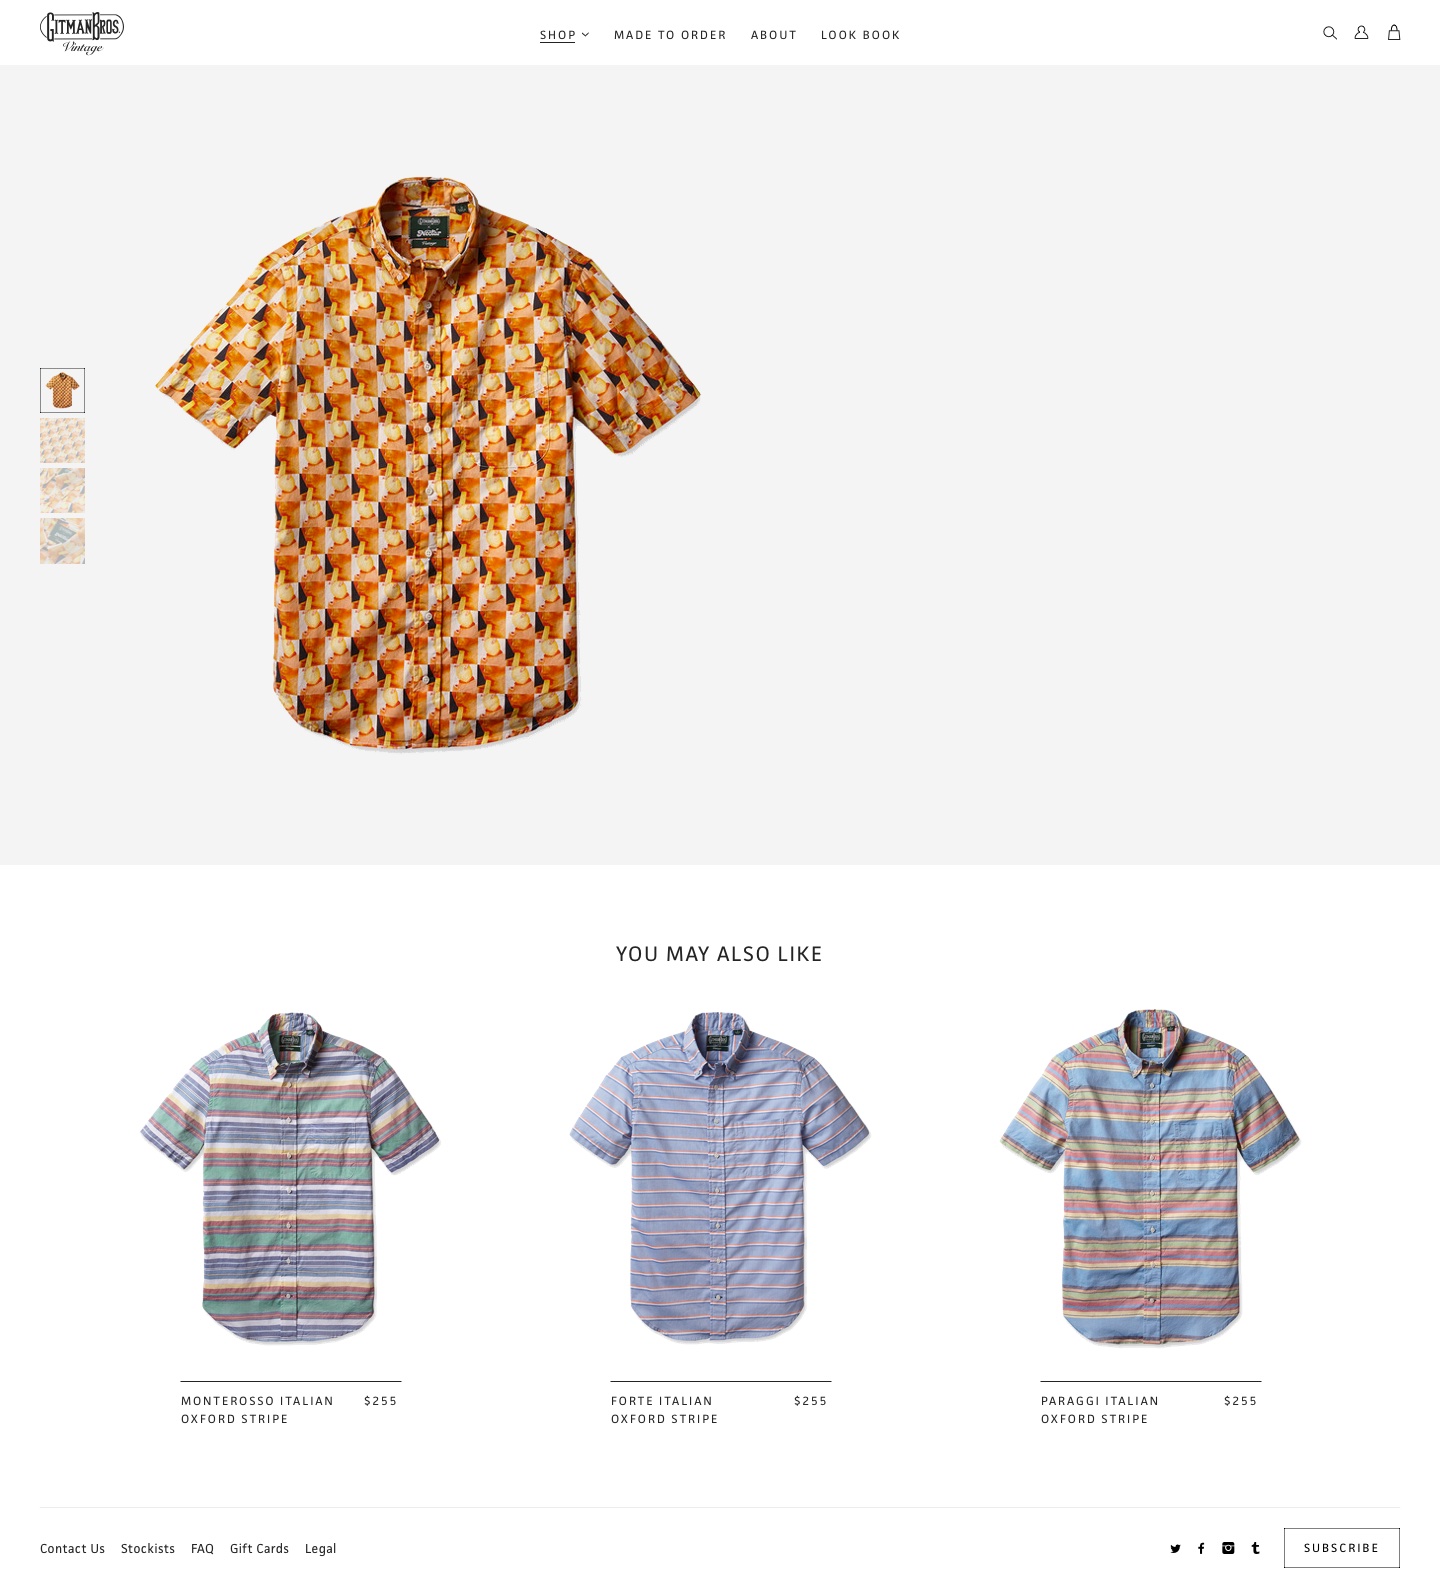 GITMAN BROS.
Vintage
SHOP
MADE TO ORDER
ABOUT
LOOK BOOK
YOU MAY ALSO LIKE
MONTEROSSO ITALIAN OXFORD STRIPE
$255
FORTE ITALIAN OXFORD STRIPE
$255
PARAGGI ITALIAN OXFORD STRIPE
$255
Contact Us
Stockists
FAQ
Gift Cards
Legal
SUBSCRIBE